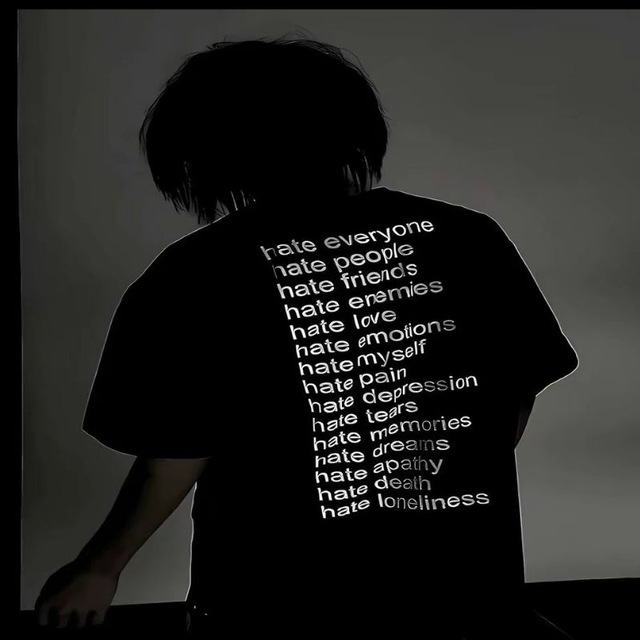 hate everyone
hate people
hate friends
hate enemies
hate love
hate emotions
hate myself
hate pain
hate depression
hate tears
hate memories
hate dreams
hate apathy
hate death
hate loneliness